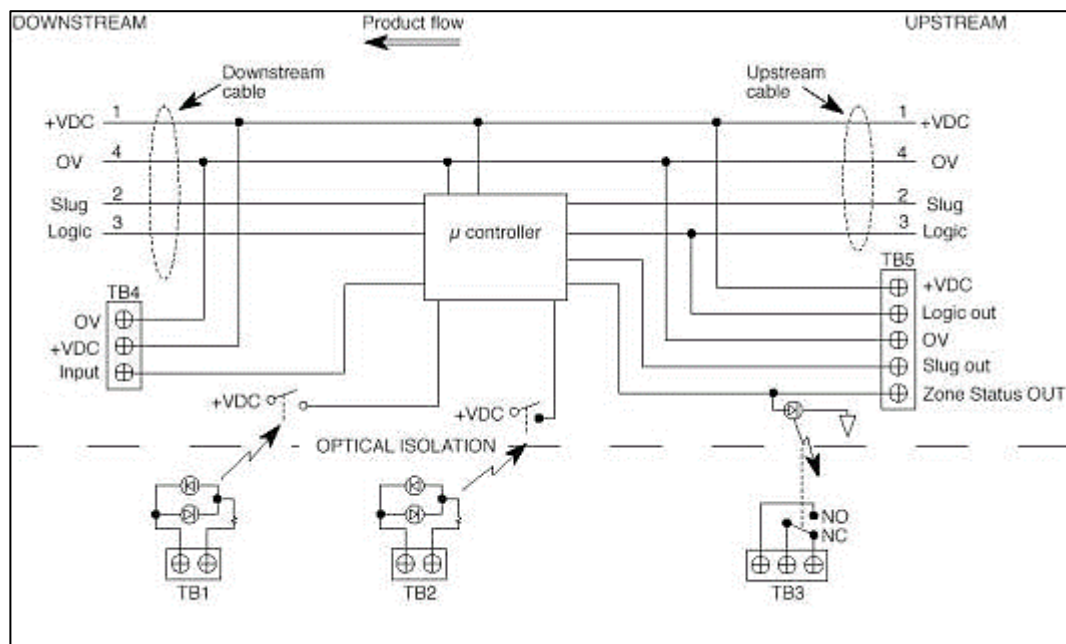 DOWNSTREAM
Product flow
UPSTREAM
Downstream
cable
Upstream
cable
+VDC 1
1 +VDC
OV 4
4 OV
Slug 2
2 Slug
Logic 3
3 Logic
μ controller
TB4
OV
+VDC
Input
TB5
+VDC
Logic out
OV
Slug out
Zone Status OUT
+VDC
+VDC
OPTICAL ISOLATION
NO
NC
TB1
TB2
TB3